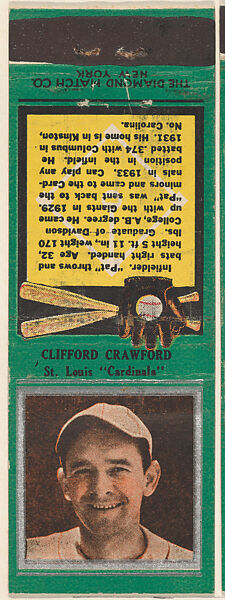 THE DIAMOND MATCH CO.
NEW YORK
Infielder. "Pat" throws and
bats right handed. Age, 32,
height 5 ft 11 in., weight 170
lbs. Graduate of Davidson
College, A.B. degree. He came
up with the Giants in 1929,
"Pat" was sent back to the
minors and came to the Card-
nals in 1933. Can play any
position in the infield. He
batted .374 with Columbus in
1931. His home is in Kinston,
No. Carolina.
CLIFFORD CRAWFORD
St. Louis "Cardinals"